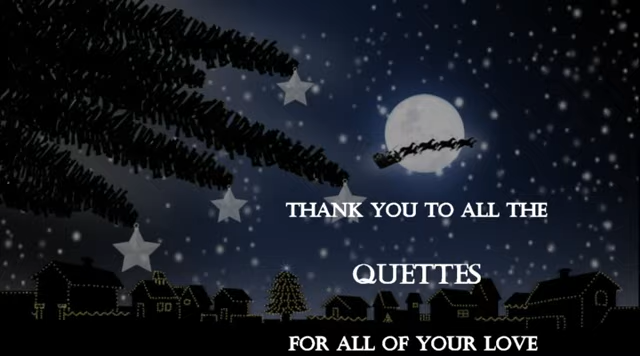 THANK YOU TO ALL THE
QUETTES
FOR ALL OF YOUR LOVE